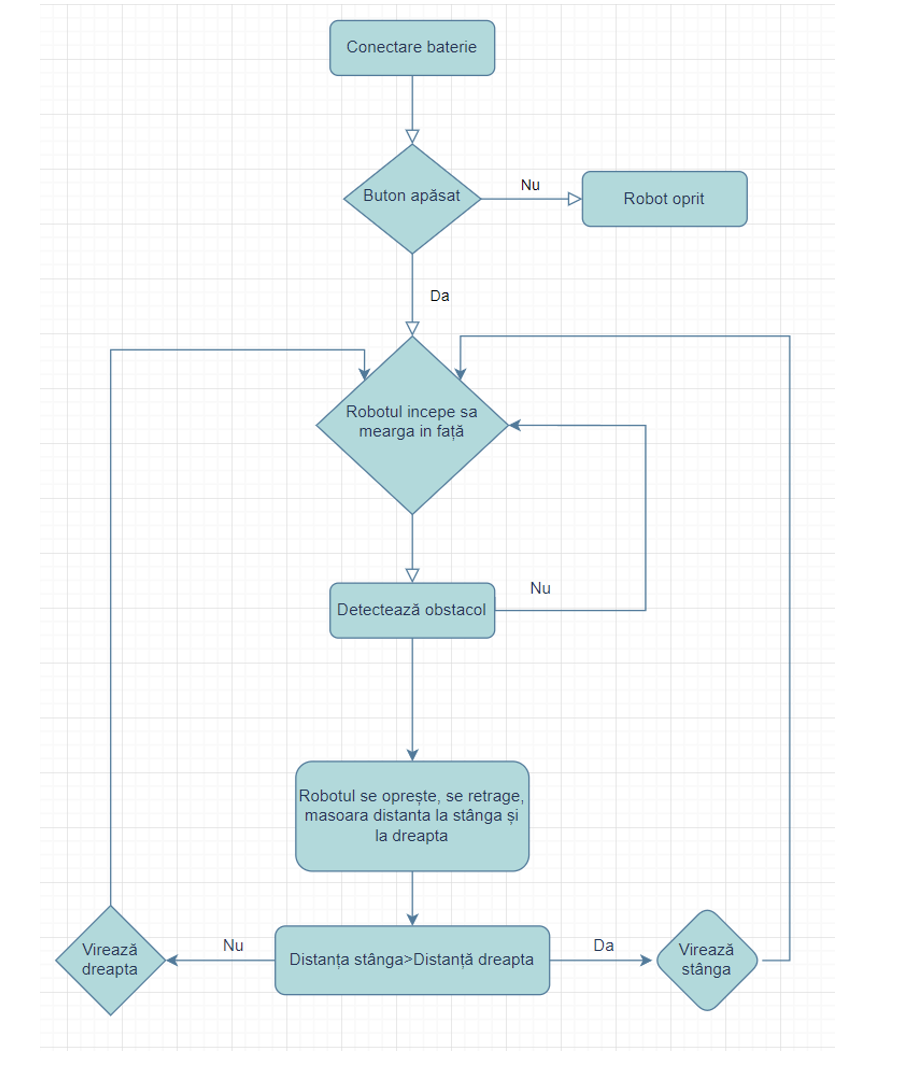 Conectare baterie
Buton apăsat
Nu
Robot oprit
Da
Robotul incepe sa
mearga in față
Nu
Detectează obstacol
Robotul se oprește, se retrage,
masoara distanta la stânga și
la dreapta
Virează
dreapta
Nu
Distanța stânga>Distanță dreapta
Da
Virează
stânga